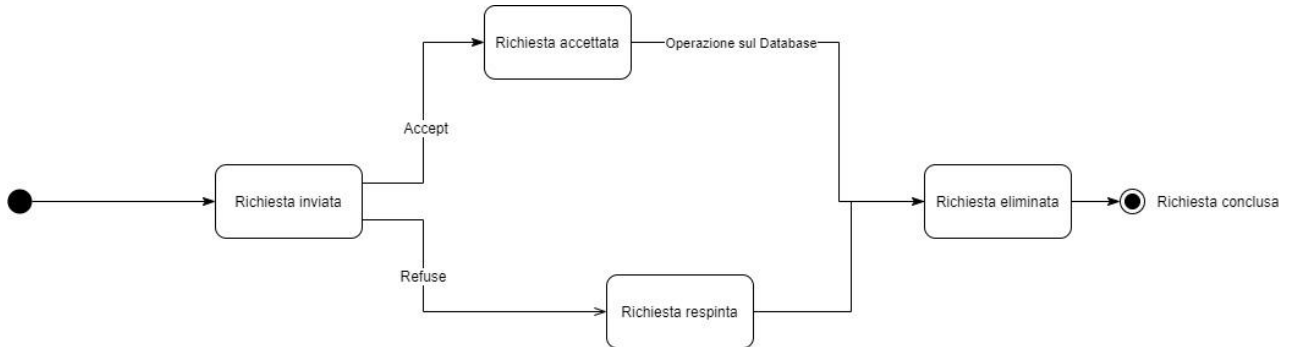 Richiesta accettata
Operazione sul Database
Accept
Richiesta inviata
Richiesta eliminata
Richiesta conclusa
Refuse
Richiesta respinta